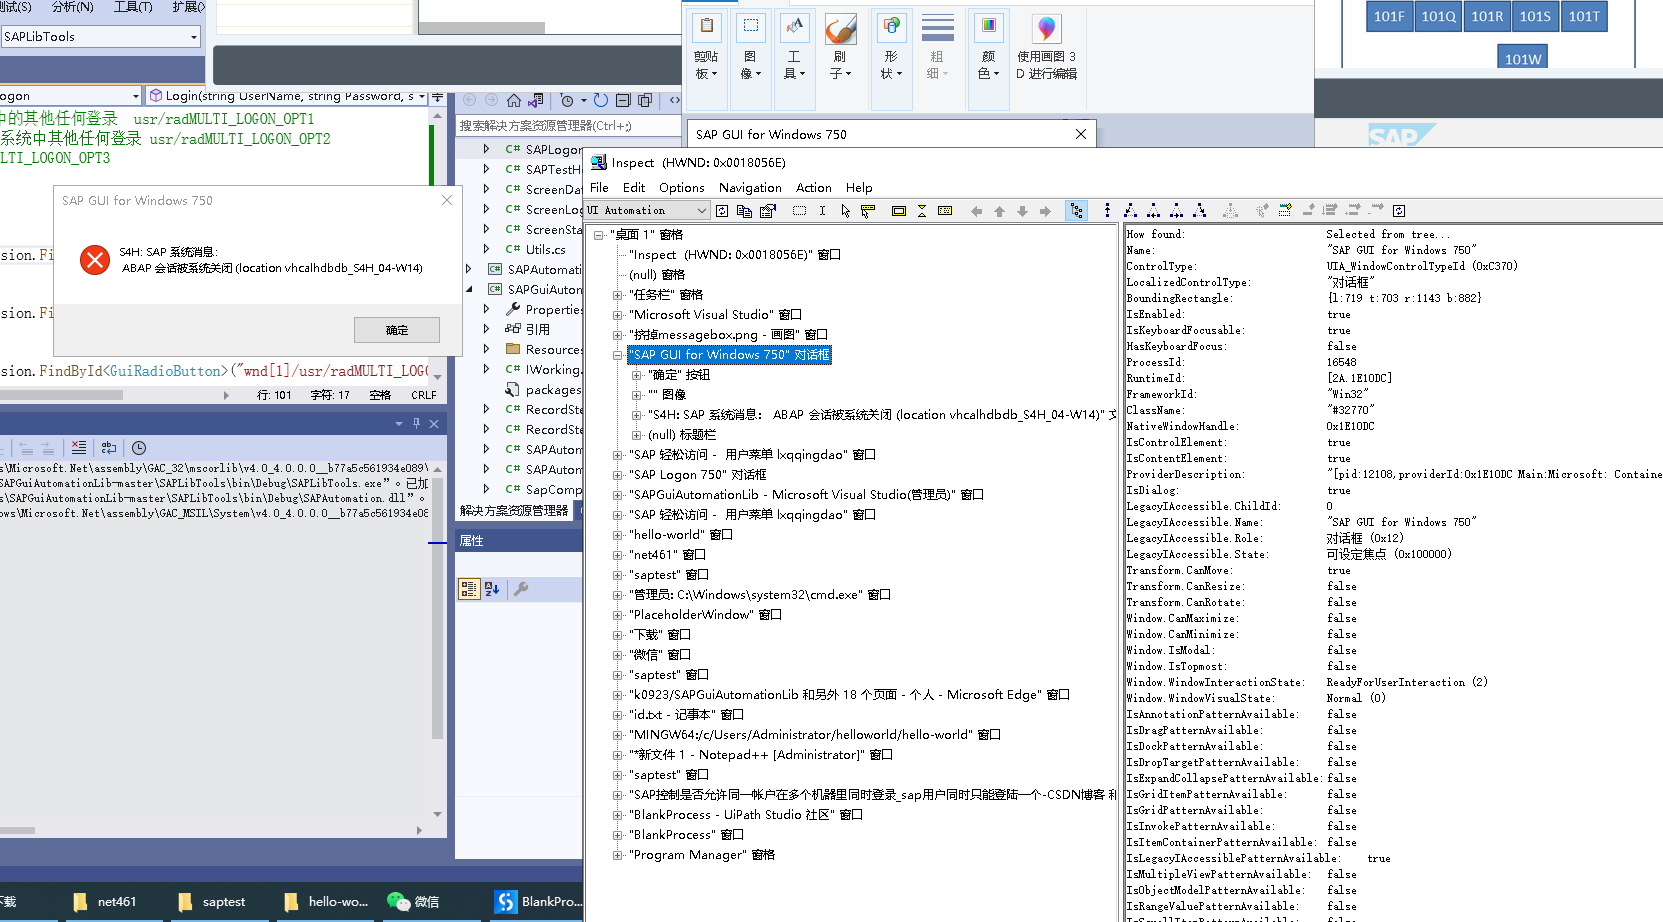 测试(S) 分析(N) 工具(T) 扩展(X
SAPLibTools
Login(string UserName, string Password, s
中的其他任何登录 usr/radMULTI_LOGON_OPT1
系统中其他任何登录 usr/radMULTI_LOGON_OPT2
LTI_LOGON_OPT3
SAP GUI for Windows 750
S4H: SAP 系统消息:
ABAP 会话被系统关闭 (location vhcalhdbdb_S4H_04-W14)
确定
sion.Fi
sion.Fi
sion.FindById<GuiRadioButton>("wnd[1]/usr/radMULTI_LOGO
行: 101 字符: 17 空格 CRLF
s\Microsoft.Net\assembly\GAC_32\mscorlib\v4.0_4.0.0.0__b77a5c561934e089\
SAPGuiAutomationLib-master\SAPLibTools\bin\Debug\SAPLibTools.exe”。已加
s\SAPGuiAutomationLib-master\SAPLibTools\bin\Debug\SAPAutomation.dll”。
ows\Microsoft.Net\assembly\GAC_MSIL\System\v4.0_4.0.0.0__b77a5c561934e08
搜索解决方案资源管理器(Ctrl+;)
C# SAPLogon
C# SAPTestH
C# ScreenDa
C# ScreenLo
C# ScreenSta
C# Utils.cs
C# SAPAutomati
C# SAPGuiAuton
Properties
引用
Resources
C# IWorking.
packages
C# RecordSte
C# RecordSte
C# SAPAutom
C# SAPAutom
C# SapComp
解决方案资源管理器
属性
剪贴板
图像
工具
刷子
形状
粗细
颜色
使用画图 3D 进行编辑
101F 101Q 101R 101S 101T
101W
SAP
SAP GUI for Windows 750
Inspect (HWND: 0x0018056E)
File Edit Options Navigation Action Help
UI Automation
"桌面 1" 窗格
"Inspect (HWND: 0x0018056E)" 窗口
(null) 窗格
"任务栏" 窗格
"Microsoft Visual Studio" 窗口
"挤掉messagebox.png - 画图" 窗口
"SAP GUI for Windows 750" 对话框
"确定" 按钮
"" 图像
"S4H: SAP 系统消息： ABAP 会话被系统关闭 (location vhcalhdbdb_S4H_04-W14)" 文
(null) 标题栏
"SAP 轻松访问 - 用户菜单 lxqqingdao" 窗口
"SAP Logon 750" 对话框
"SAPGuiAutomationLib - Microsoft Visual Studio(管理员)" 窗口
"SAP 轻松访问 - 用户菜单 lxqqingdao" 窗口
"hello-world" 窗口
"net461" 窗口
"saptest" 窗口
"管理员: C:\Windows\system32\cmd.exe" 窗口
"PlaceholderWindow" 窗口
"下载" 窗口
"微信" 窗口
"saptest" 窗口
"k0923/SAPGuiAutomationLib 和另外 18 个页面 - 个人 - Microsoft Edge" 窗口
"id.txt - 记事本" 窗口
"MINGW64:/c/Users/Administrator/helloworld/hello-world" 窗口
"*新文件 1 - Notepad++ [Administrator]" 窗口
"saptest" 窗口
"SAP控制是否允许同一帐户在多个机器里同时登录_sap用户同时只能登陆一个-CSDN博客 和
"BlankProcess - UiPath Studio 社区" 窗口
"BlankProcess" 窗口
"Program Manager" 窗格
How found: Selected from tree...
Name: "SAP GUI for Windows 750"
ControlType: UIA_WindowControlTypeId (0xC370)
LocalizedControlType: "对话框"
BoundingRectangle: {l:719 t:703 r:1143 b:882}
IsEnabled: true
IsKeyboardFocusable: true
HasKeyboardFocus: false
ProcessId: 16548
RuntimeId: [2A.1E10DC]
FrameworkId: "Win32"
ClassName: "#32770"
NativeWindowHandle: 0x1E10DC
IsControlElement: true
IsContentElement: true
ProviderDescription: "[pid:12108,providerId:0x1E10DC Main:Microsoft: Containe
IsDialog: true
LegacyIAccessible.ChildId: 0
LegacyIAccessible.Name: "SAP GUI for Windows 750"
LegacyIAccessible.Role: 对话框 (0x12)
LegacyIAccessible.State: 可设定焦点 (0x100000)
Transform.CanMove: true
Transform.CanResize: false
Transform.CanRotate: false
Window.CanMaximize: false
Window.CanMinimize: false
Window.IsModal: false
Window.IsTopmost: false
Window.WindowInteractionState: ReadyForUserInteraction (2)
Window.WindowVisualState: Normal (0)
IsAnnotationPatternAvailable: false
IsDragPatternAvailable: false
IsDockPatternAvailable: false
IsDropTargetPatternAvailable: false
IsExpandCollapsePatternAvailable: false
IsGridItemPatternAvailable: false
IsGridPatternAvailable: false
IsInvokePatternAvailable: false
IsItemContainerPatternAvailable: false
IsLegacyIAccessiblePatternAvailable: true
IsMultipleViewPatternAvailable: false
IsObjectModelPatternAvailable: false
IsRangeValuePatternAvailable: false
下载 net461 saptest hello-wo... 微信 BlankPro...